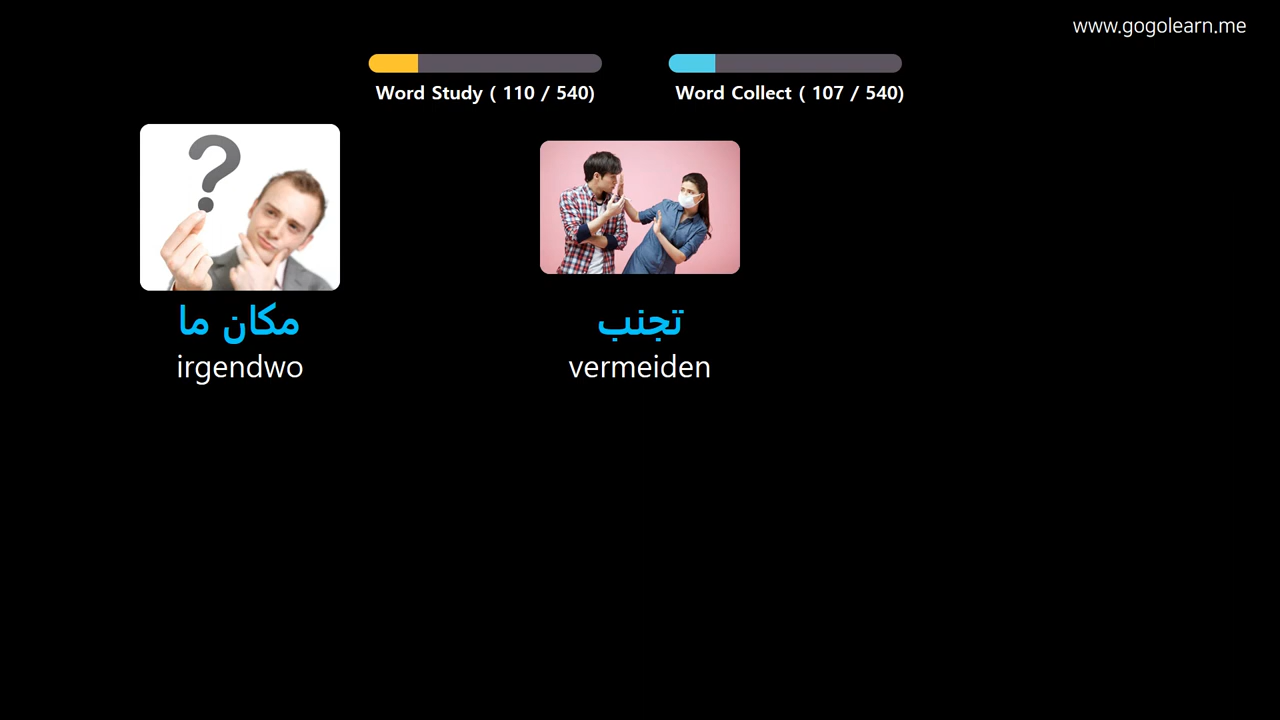 www.gogolearn.me
Word Study ( 110 / 540)
Word Collect ( 107 / 540)
مكان ما
irgendwo
تجنب
vermeiden